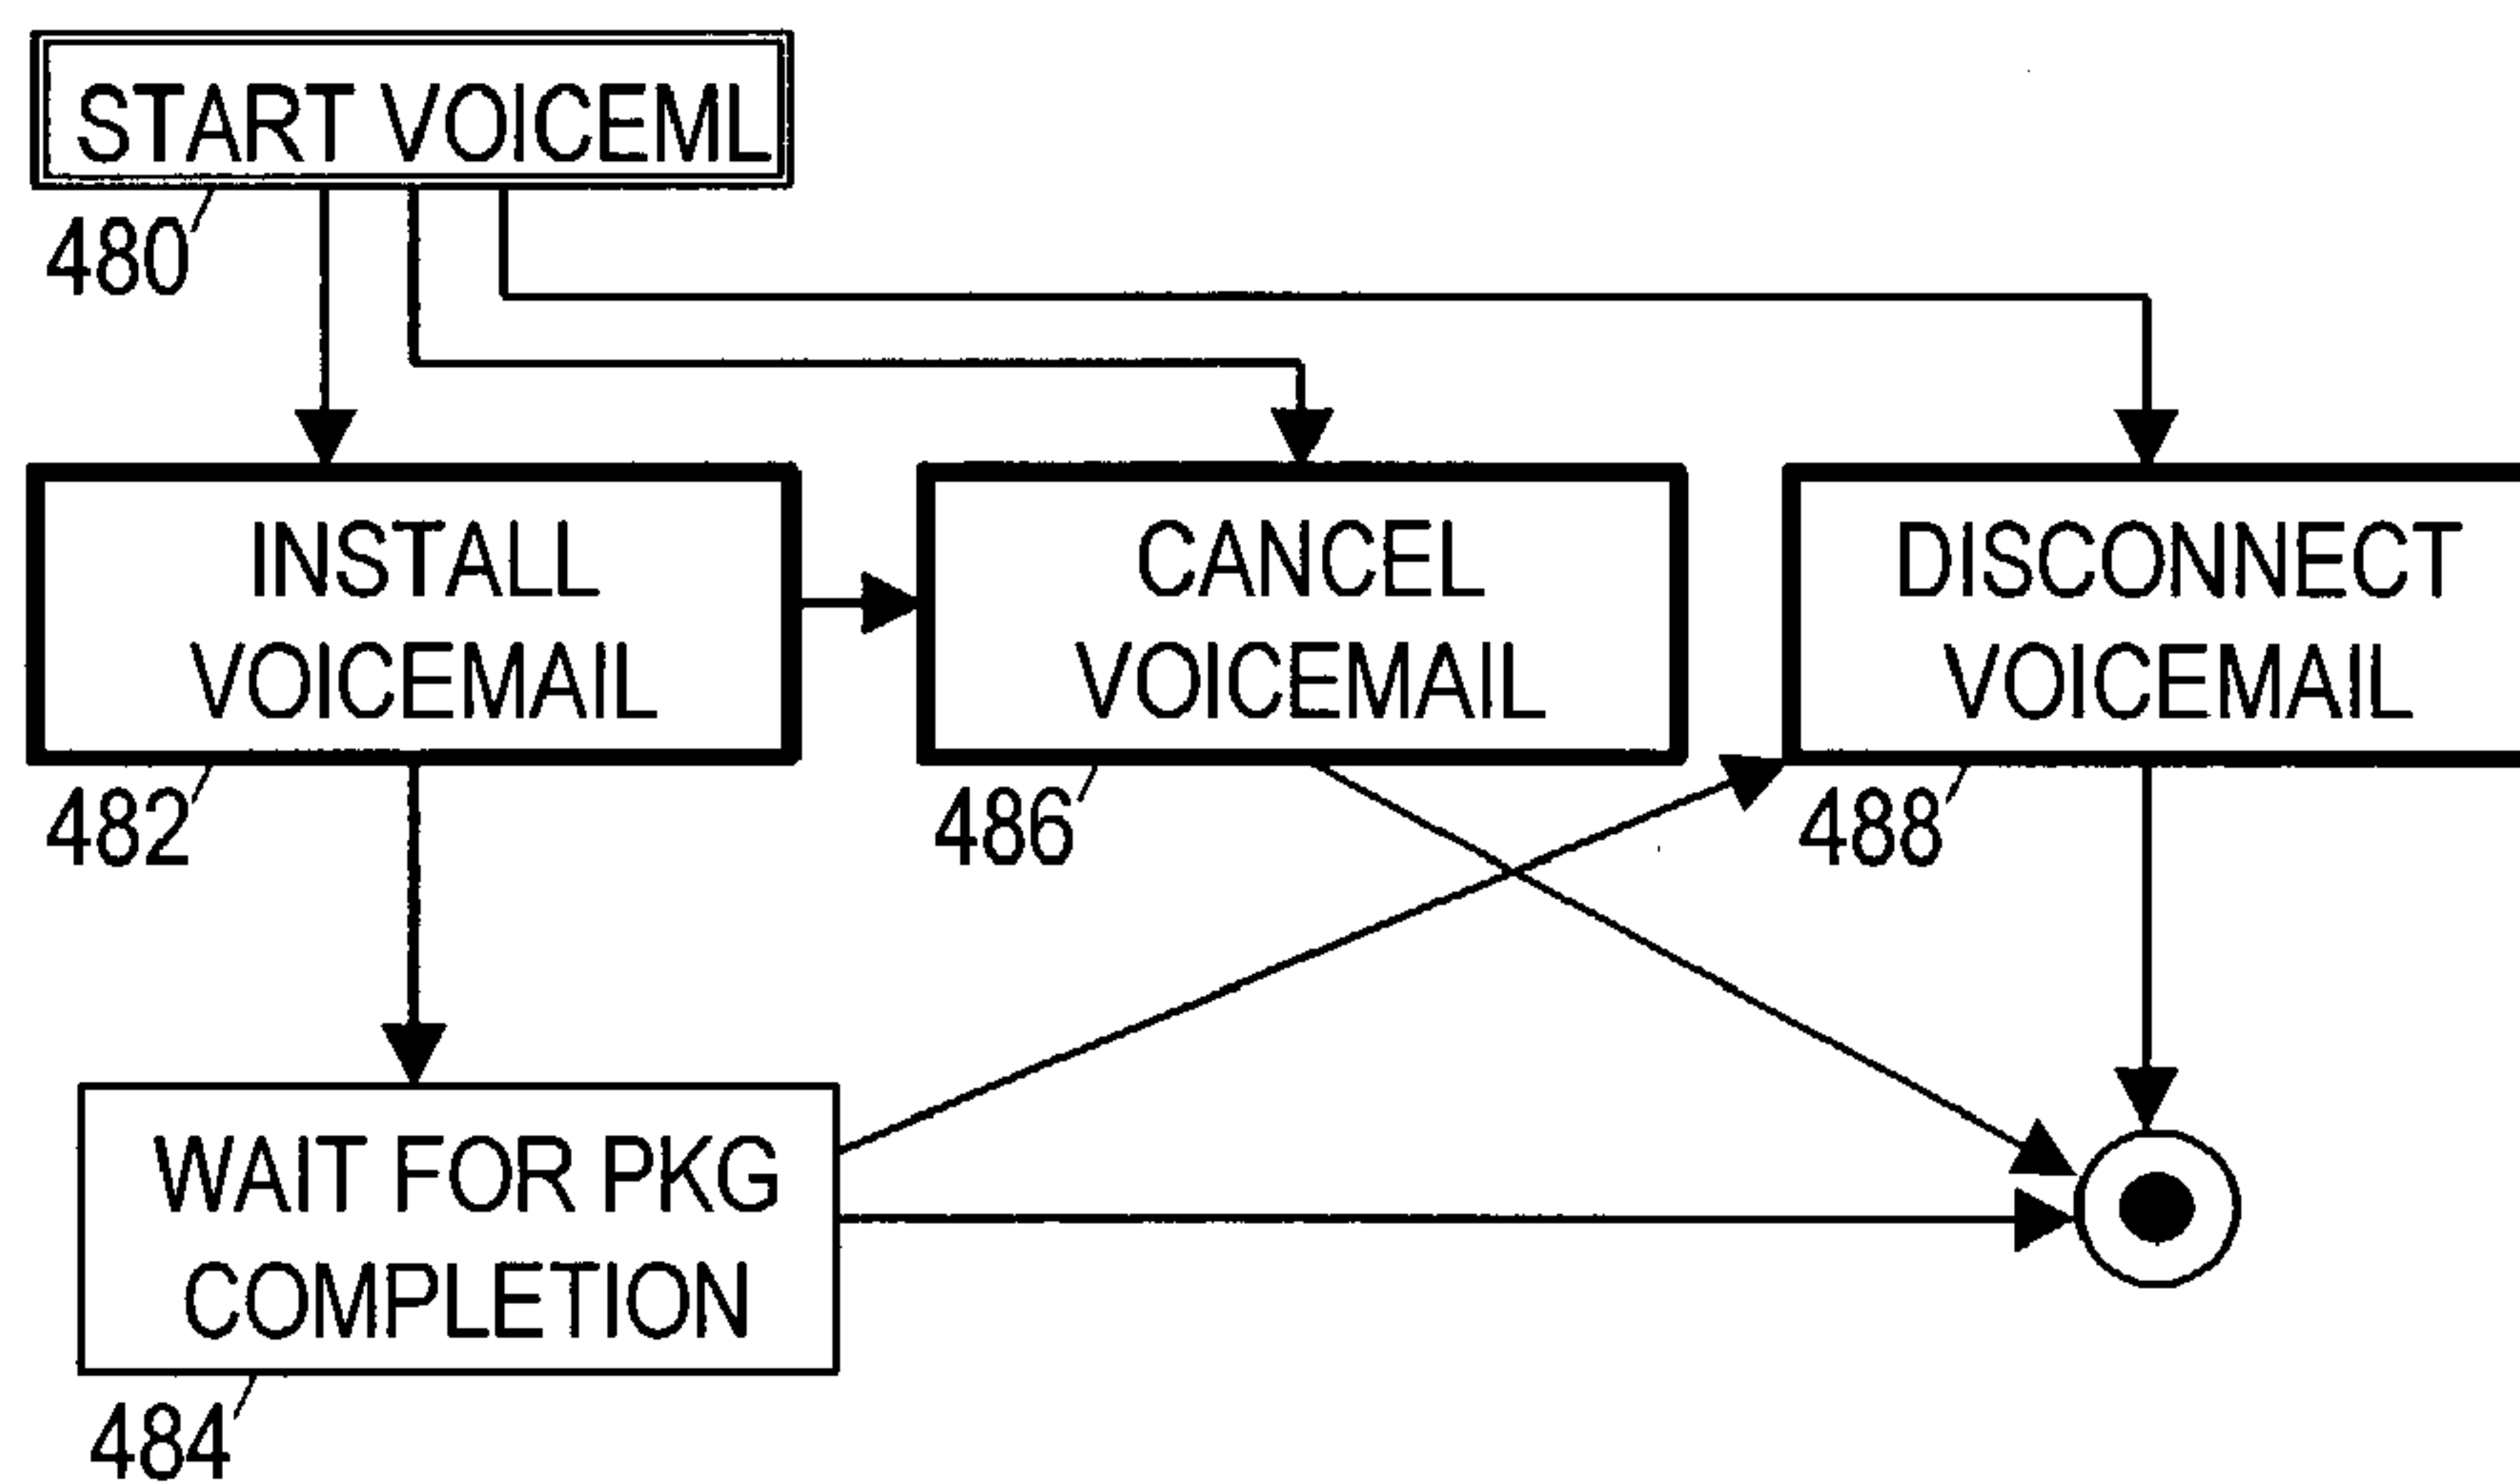 START VOICEML
480
INSTALL
VOICEMAIL
482
CANCEL
VOICEMAIL
486
DISCONNECT
VOICEMAIL
488
WAIT FOR PKG
COMPLETION
484